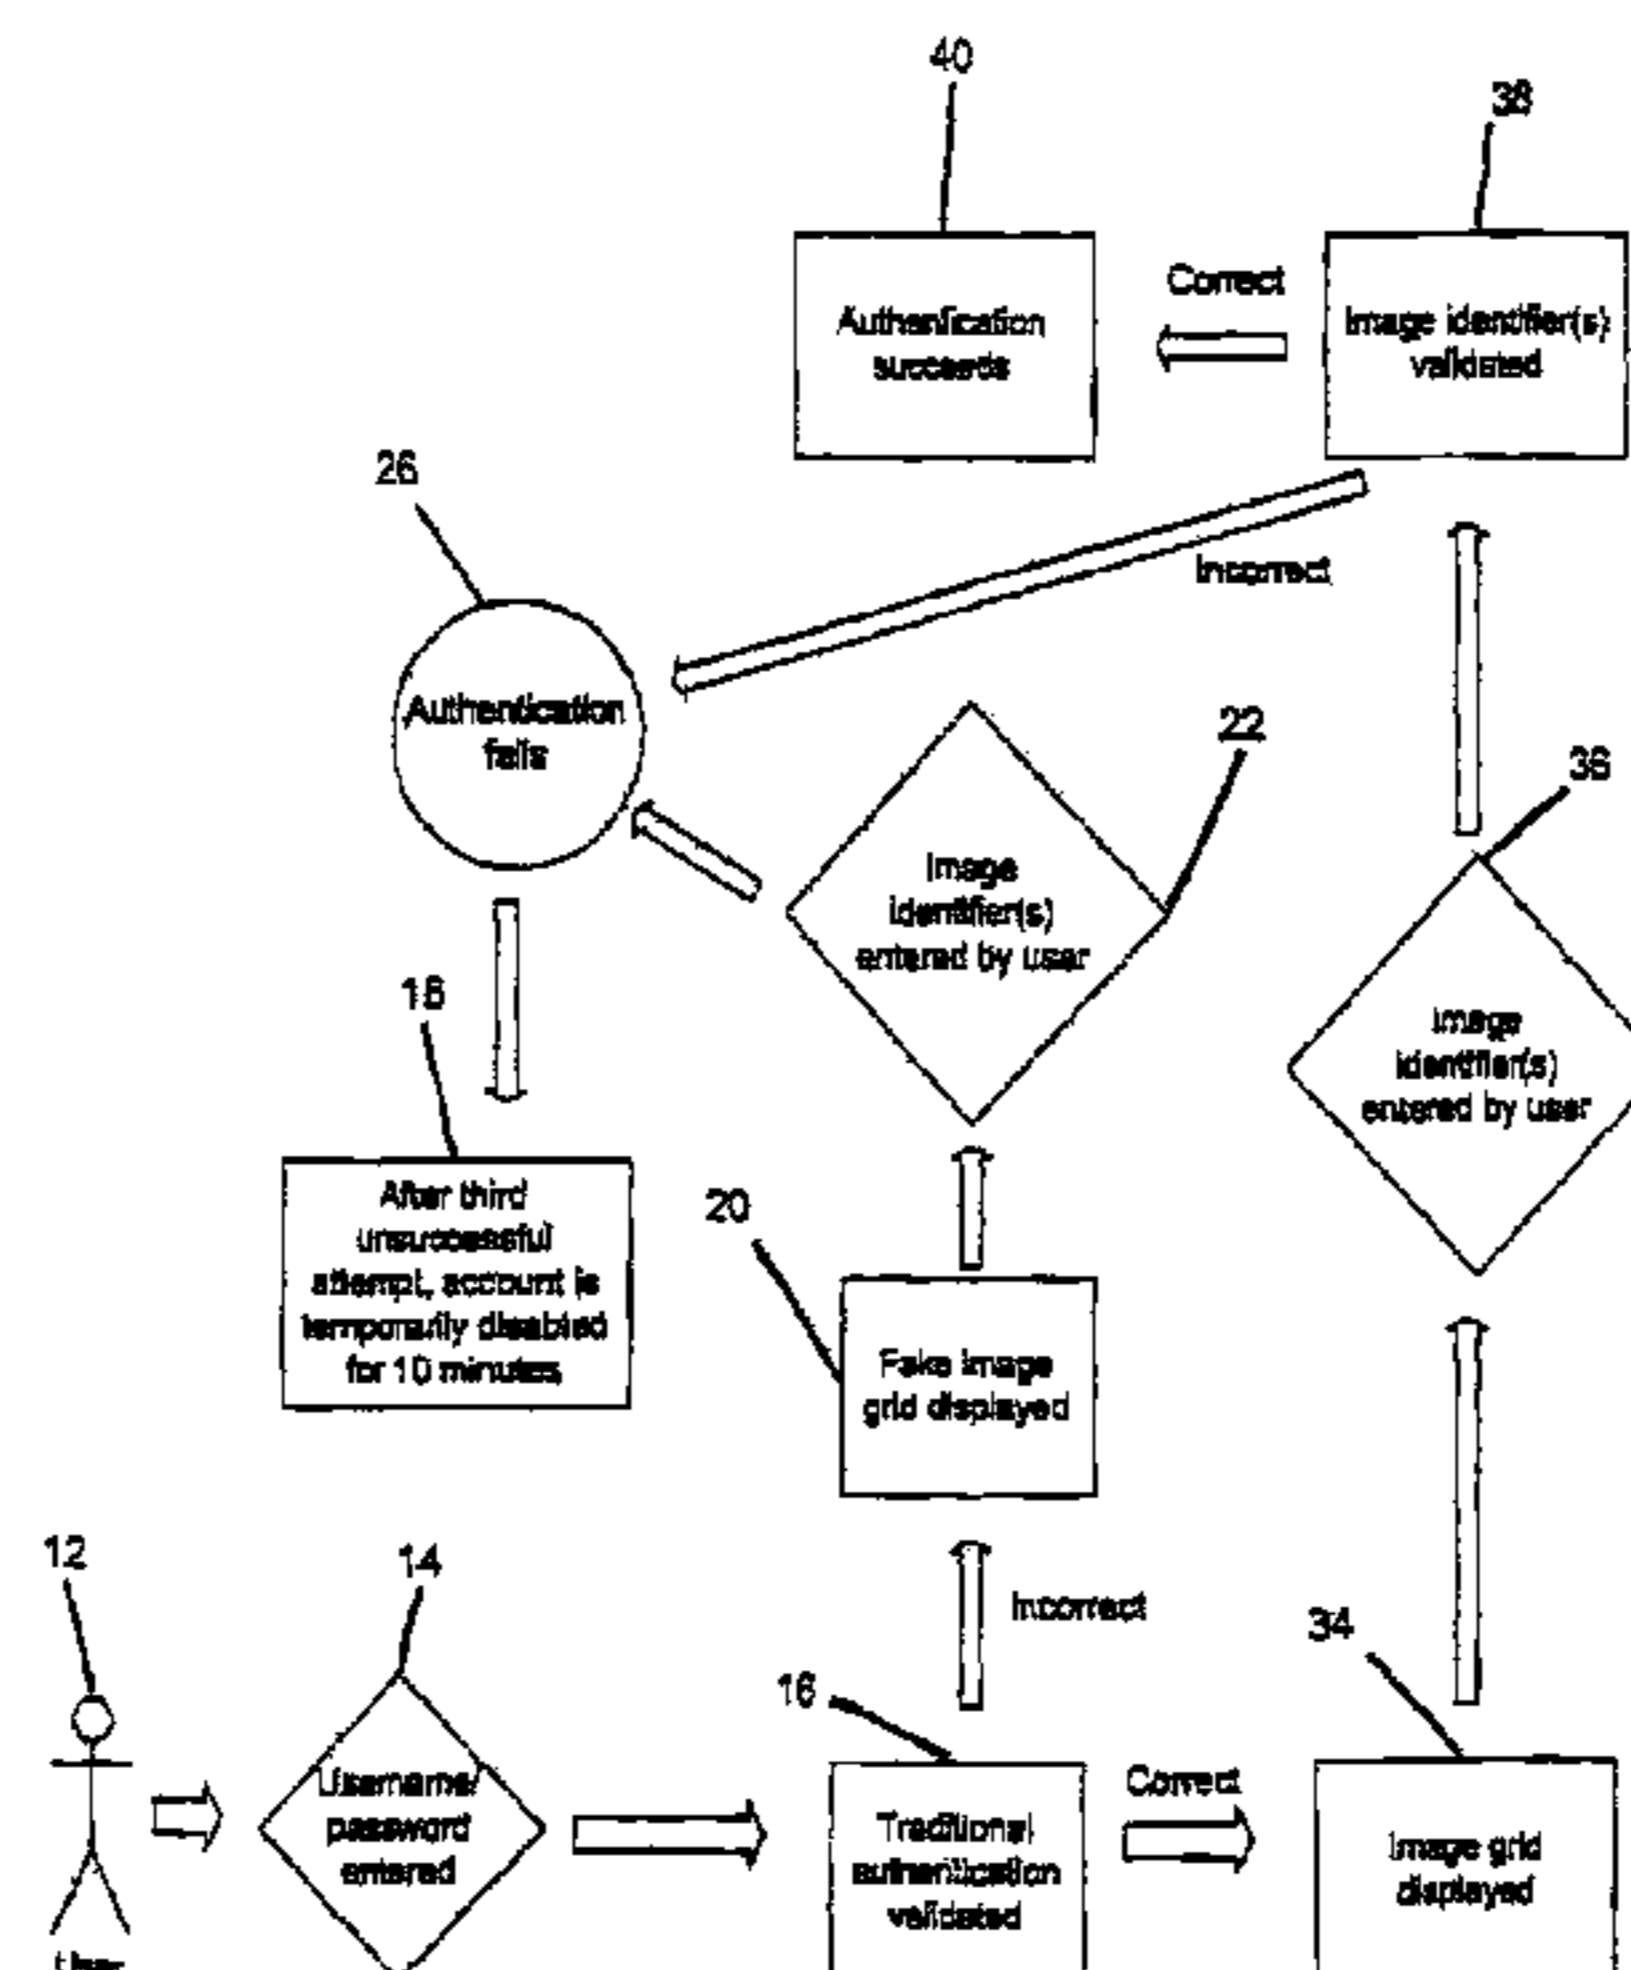 40
38
Correct
Authentication
succeeds
Image identifier(s)
validated
26
Incorrect
Authentication
fails
22
36
Image
identifier(s)
entered by user
18
Image
identifier(s)
entered by user
After third
unsuccessful
attempt, account is
temporarily disabled
for 10 minutes
20
Fake image
grid displayed
12
14
Incorrect
34
16
Username/
password
entered
Correct
Traditional
authentication
validated
Image grid
displayed
User